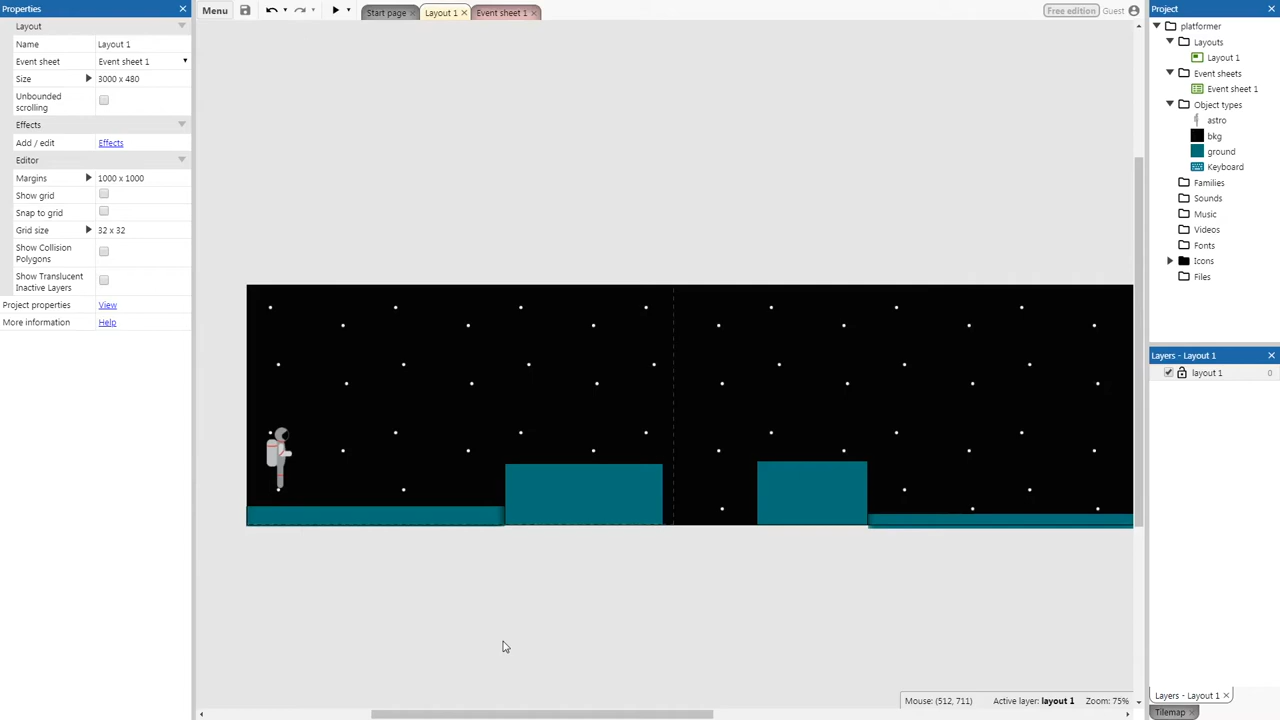 Properties
Layout
Name Layout 1
Event sheet Event sheet 1
Size 3000 x 480
Unbounded
scrolling
Effects
Add / edit Effects
Editor
Margins 1000 x 1000
Show grid
Snap to grid
Grid size 32 x 32
Show Collision
Polygons
Show Translucent
Inactive Layers
Project properties View
More information Help
Menu
Start page
Layout 1
Event sheet 1
Free edition
Guest
Mouse: (512, 711) Active layer: layout 1 Zoom: 75%
Project
platformer
Layouts
Layout 1
Event sheets
Event sheet 1
Object types
astro
bkg
ground
Keyboard
Families
Sounds
Music
Videos
Fonts
Icons
Files
Layers - Layout 1
layout 1 0
Layers - Layout 1
Tilemap